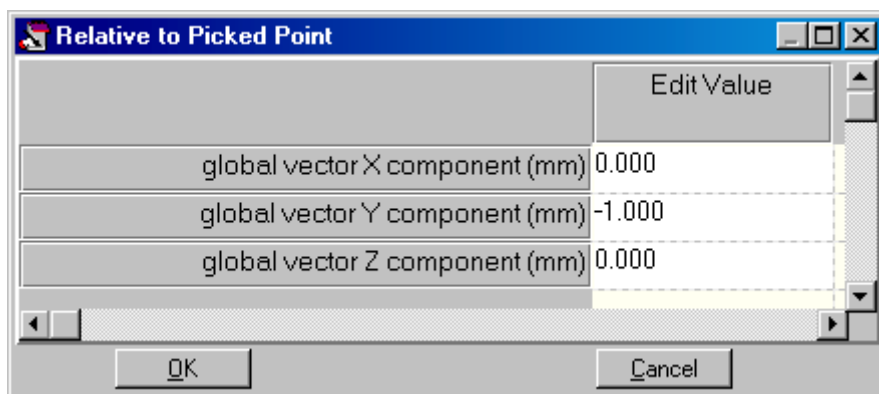 Relative to Picked Point
Edit Value
global vector X component (mm) 0.000
global vector Y component (mm) -1.000
global vector Z component (mm) 0.000
OK Cancel